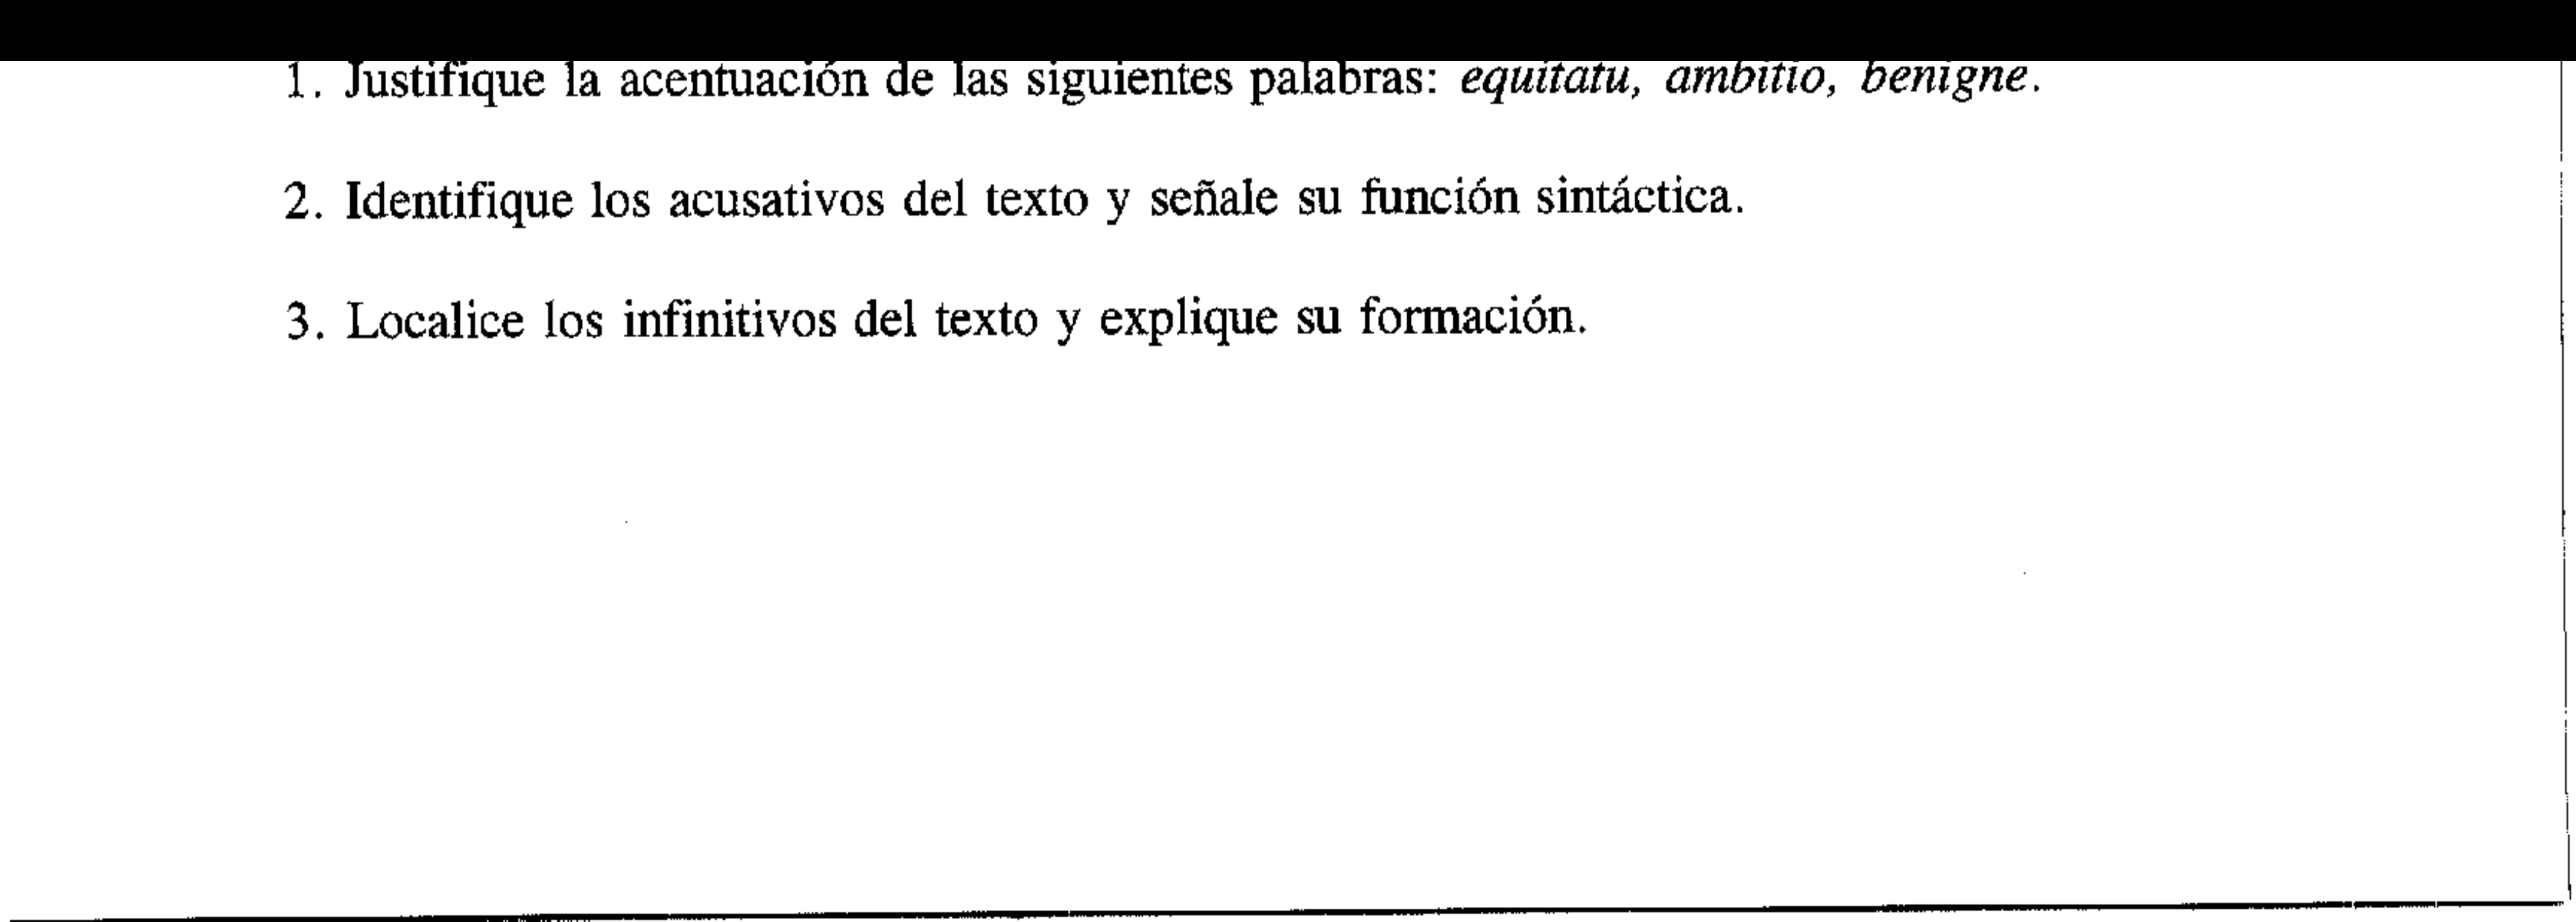 1. Justifique la acentuación de las siguientes palabras: equitatu, ambitio, benigne.
2. Identifique los acusativos del texto y señale su función sintáctica.
3. Localice los infinitivos del texto y explique su formación.